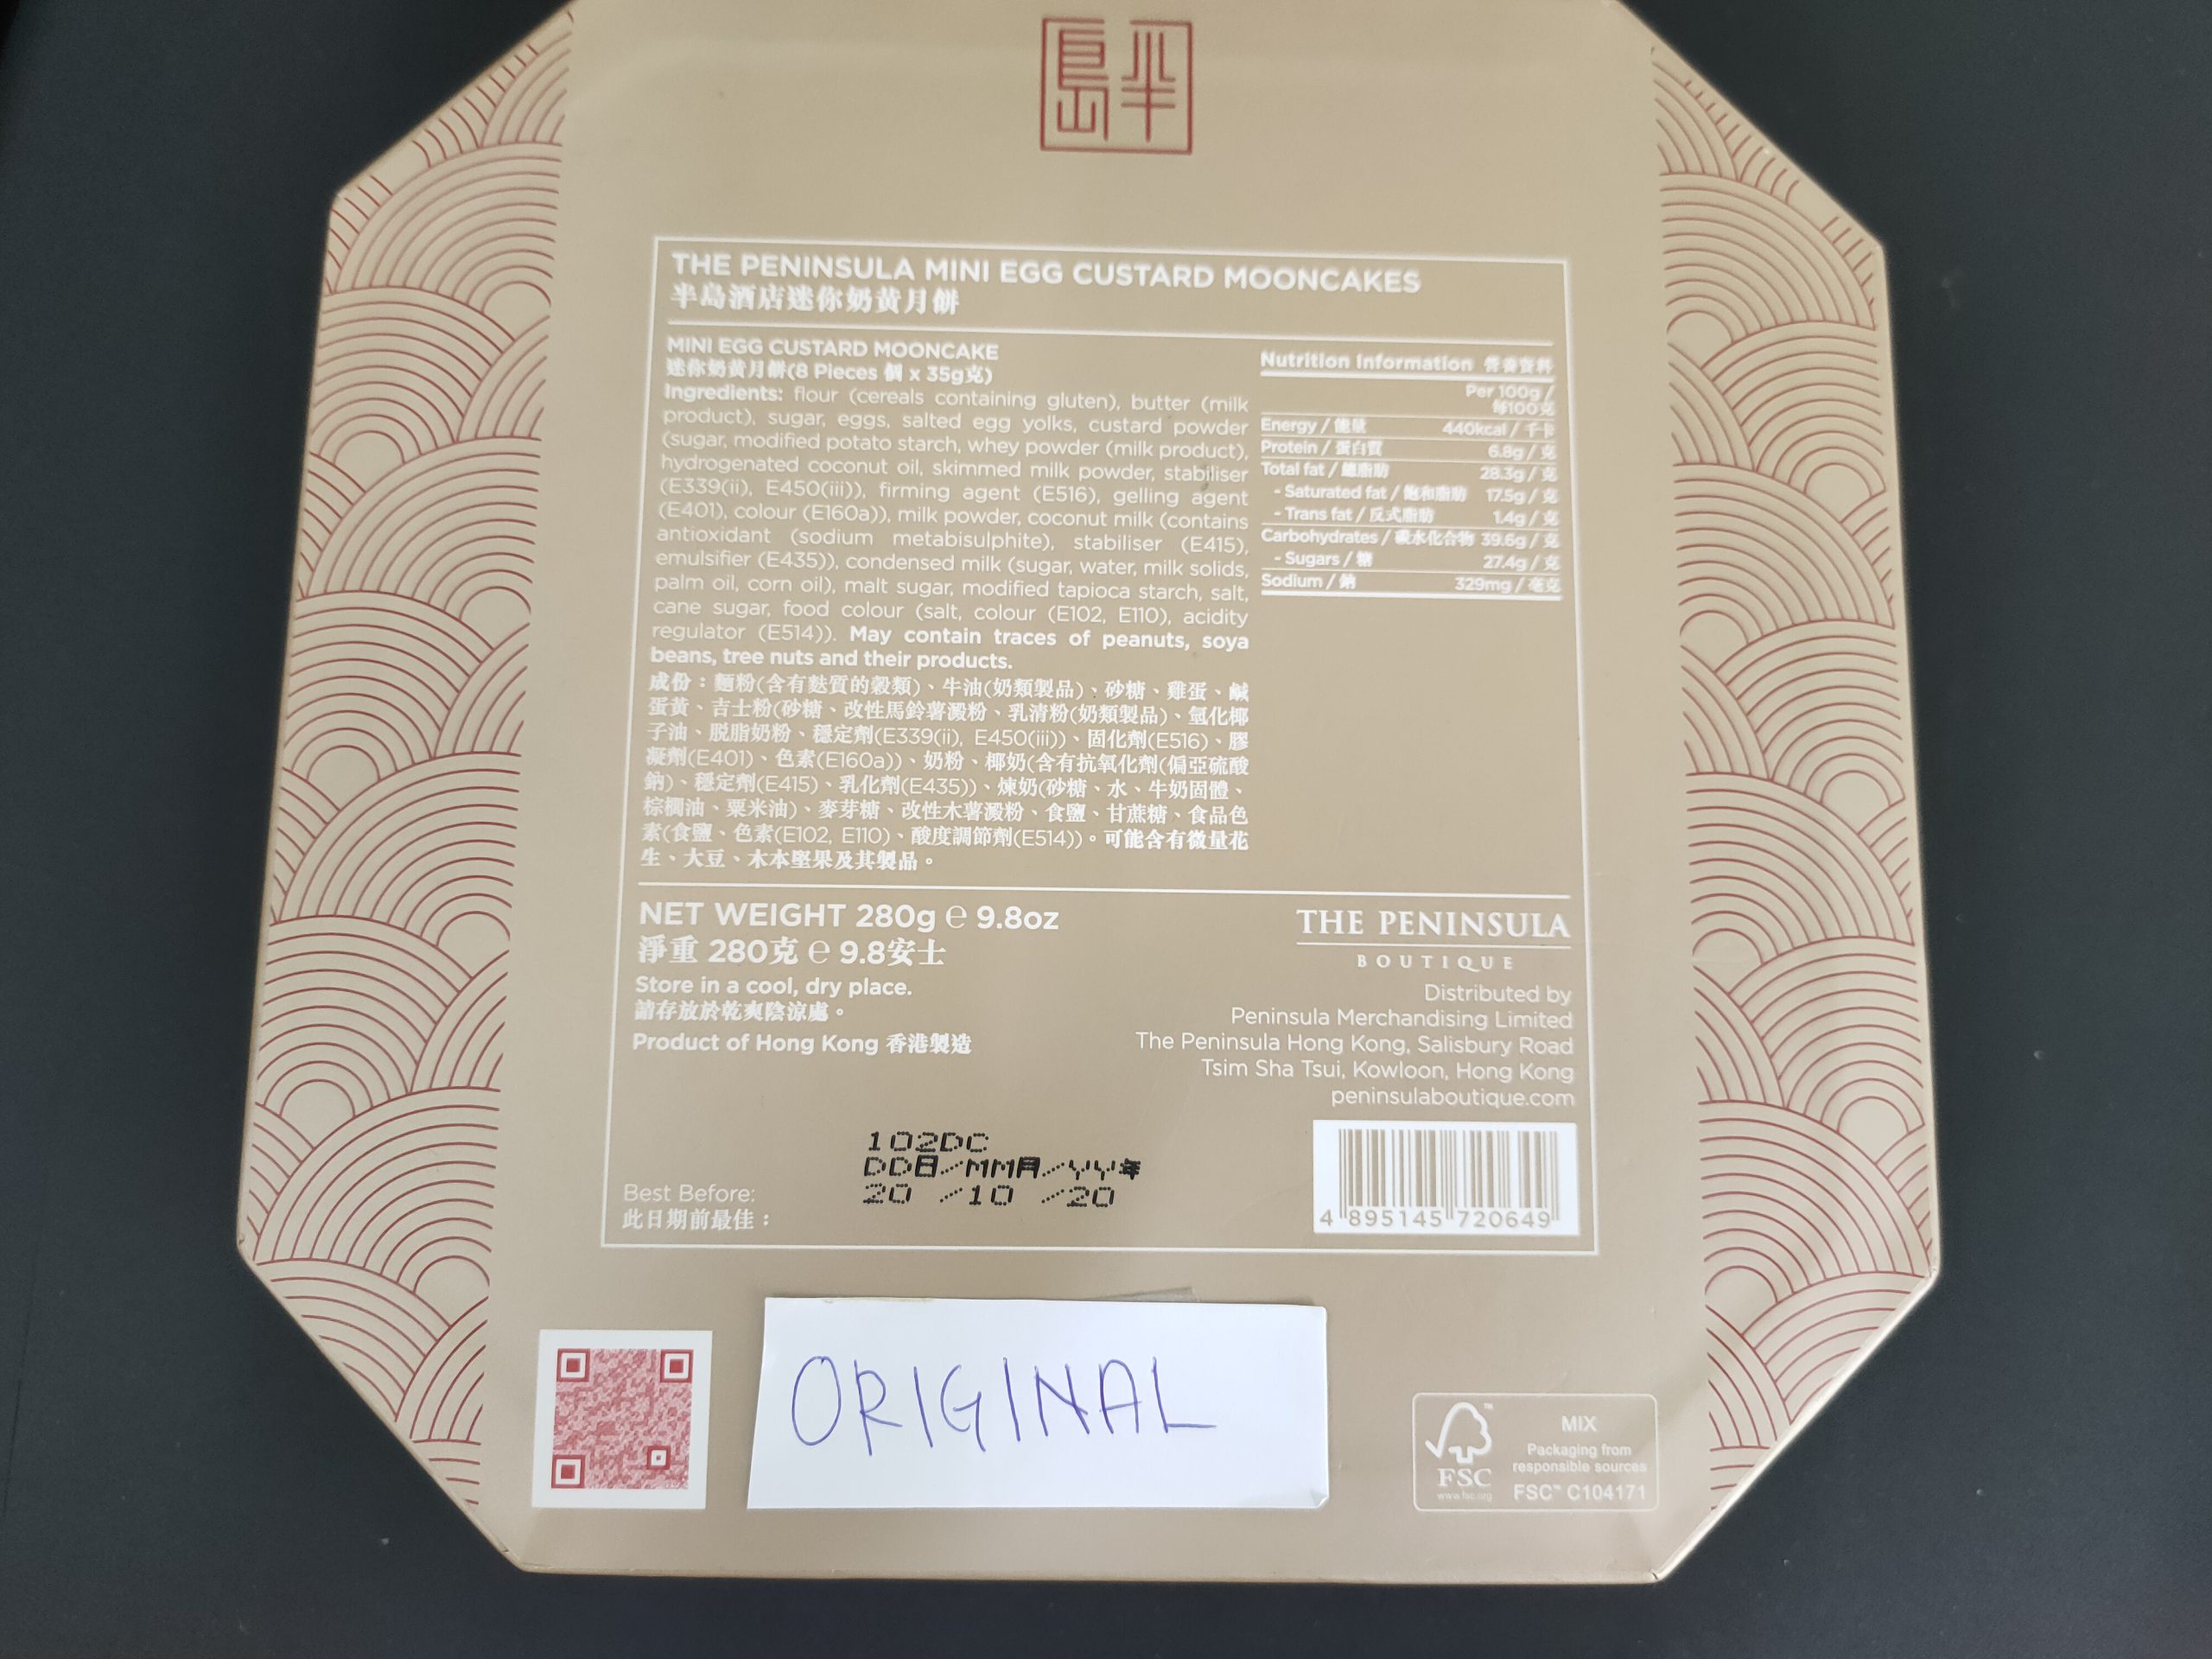 半島
THE PENINSULA MINI EGG CUSTARD MOONCAKES
半島酒店迷你奶黃月餅
MINI EGG CUSTARD MOONCAKE
迷你奶黃月餅(8 Pieces 個 x 35g克)
Ingredients: flour (cereals containing gluten), butter (milk
product), sugar, eggs, salted egg yolks, custard powder
(sugar, modified potato starch, whey powder (milk product),
hydrogenated coconut oil, skimmed milk powder, stabiliser
(E339(ii), E450(iii)), firming agent (E516), gelling agent
(E401), colour (E160a)), milk powder, coconut milk (contains
antioxidant (sodium metabisulphite), stabiliser (E415),
emulsifier (E435)), condensed milk (sugar, water, milk solids,
palm oil, corn oil), malt sugar, modified tapioca starch, salt,
cane sugar, food colour (salt, colour (E102, E110), acidity
regulator (E514)). May contain traces of peanuts, soya
beans, tree nuts and their products.
成份：麵粉(含有麩質的穀類)、牛油(奶類製品)、砂糖、雞蛋、鹹
蛋黃、吉士粉(砂糖、改性馬鈴薯澱粉、乳清粉(奶類製品)、氫化椰
子油、脱脂奶粉、穩定劑(E339(ii), E450(iii))、固化劑(E516)、膠
凝劑(E401)、色素(E160a))、奶粉、椰奶(含有抗氧化劑(偏亞硫酸
鈉)、穩定劑(E415)、乳化劑(E435))、煉奶(砂糖、水、牛奶固體、
棕櫚油、粟米油)、麥芽糖、改性木薯澱粉、食鹽、甘蔗糖、食品色
素(食鹽、色素(E102, E110)、酸度調節劑(E514))。可能含有微量花
生、大豆、木本堅果及其製品。
Nutrition Information 營養資料
Per 100g /
每100克
Energy / 能量 440kcal / 千卡
Protein / 蛋白質 6.8g / 克
Total fat / 總脂肪 28.3g / 克
- Saturated fat / 飽和脂肪 17.5g / 克
- Trans fat / 反式脂肪 1.4g / 克
Carbohydrates / 碳水化合物 39.6g / 克
- Sugars / 糖 27.4g / 克
Sodium / 鈉 329mg / 毫克
NET WEIGHT 280g ℮ 9.8oz
淨重 280克 ℮ 9.8安士
Store in a cool, dry place.
請存放於乾爽陰涼處。
Product of Hong Kong 香港製造
THE PENINSULA
BOUTIQUE
Distributed by
Peninsula Merchandising Limited
The Peninsula Hong Kong, Salisbury Road
Tsim Sha Tsui, Kowloon, Hong Kong
peninsulaboutique.com
102DC
DD日/MM月/YY年
Best Before: 20 /10 /20
此日期前最佳：
4 895145 720649
ORIGINAL
FSC
www.fsc.org
MIX
Packaging from
responsible sources
FSC™ C104171